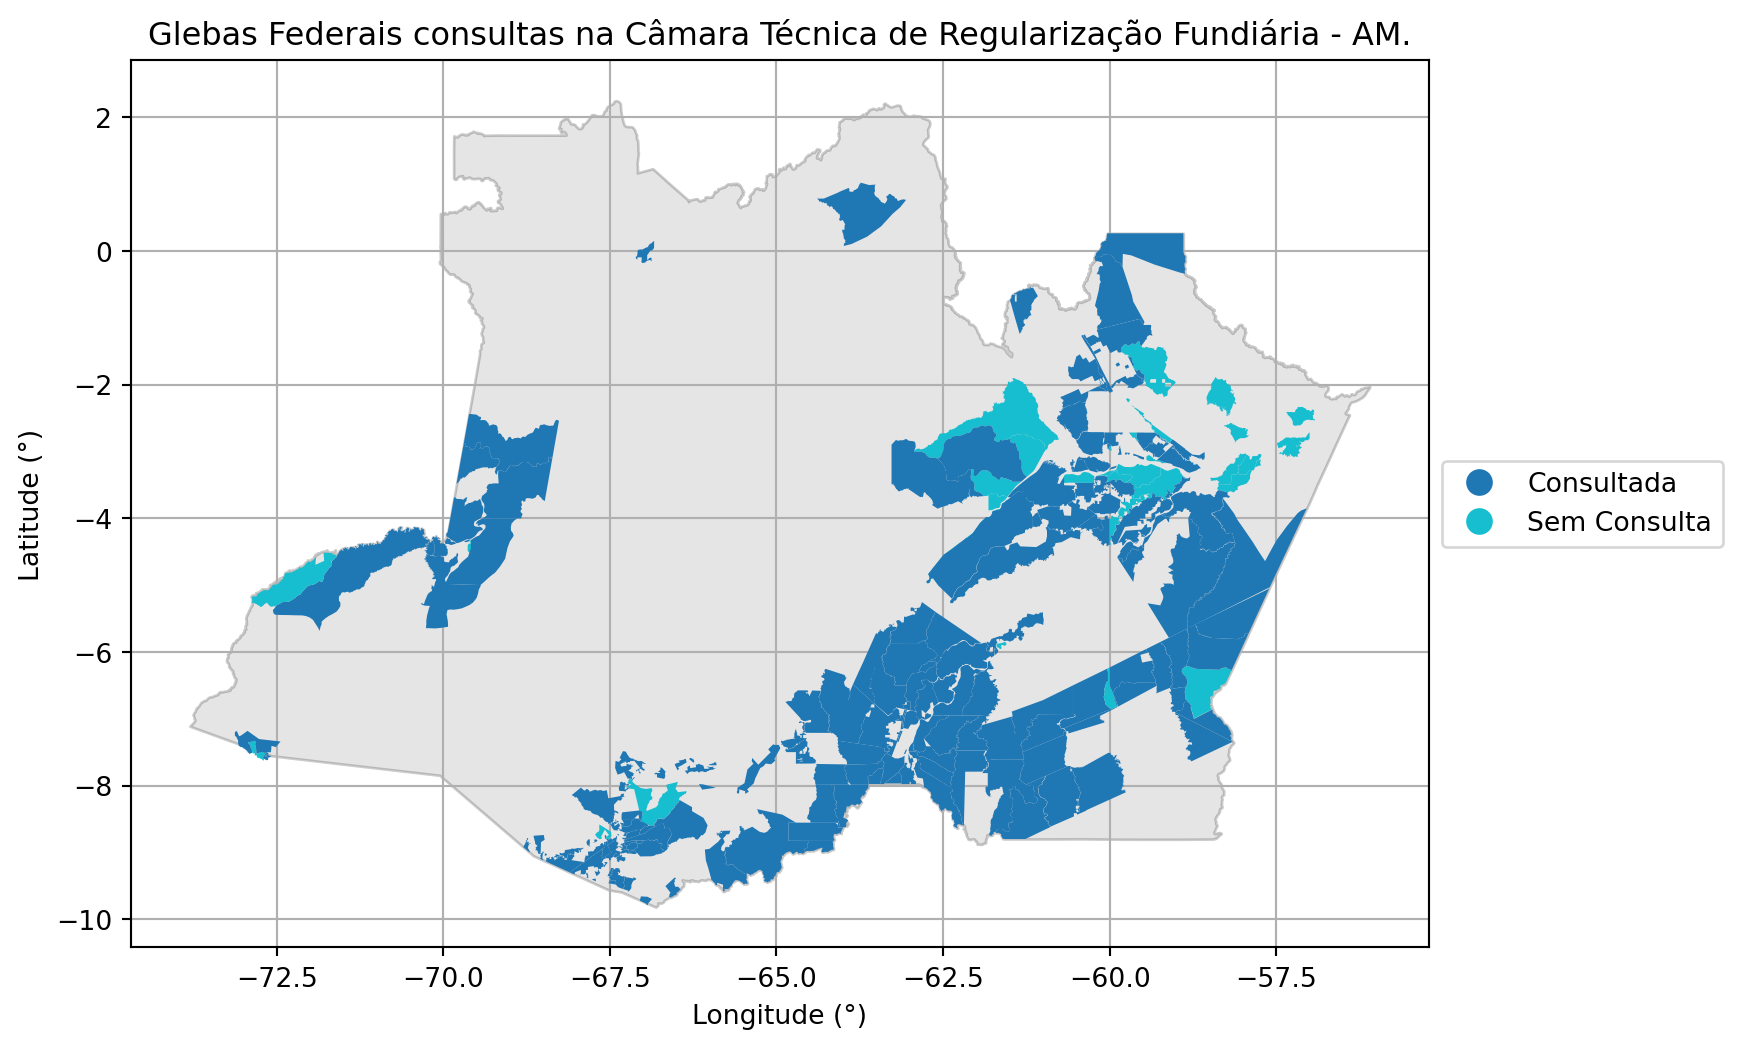 Glebas Federais consultas na Câmara Técnica de Regularização Fundiária - AM.
2
0
−2
−4
−6
−8
−10
Latitude (°)
−72.5
−70.0
−67.5
−65.0
−62.5
−60.0
−57.5
Longitude (°)
Consultada
Sem Consulta